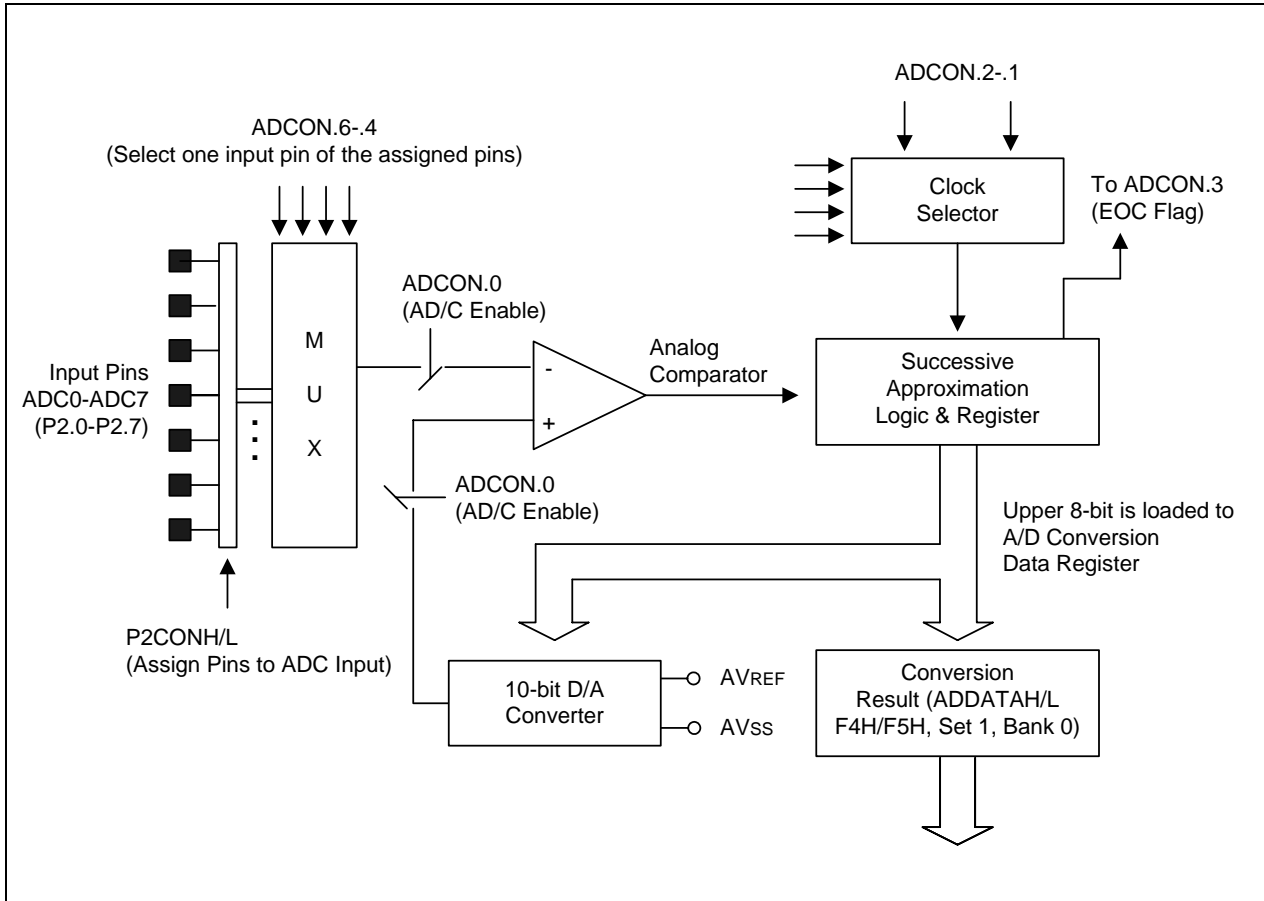 ADCON.2-.1
ADCON.6-.4
(Select one input pin of the assigned pins)
Clock
Selector
To ADCON.3
(EOC Flag)
ADCON.0
(AD/C Enable)
M
U
X
Input Pins
ADC0-ADC7
(P2.0-P2.7)
-
+
Analog
Comparator
Successive
Approximation
Logic & Register
ADCON.0
(AD/C Enable)
Upper 8-bit is loaded to
A/D Conversion
Data Register
P2CONH/L
(Assign Pins to ADC Input)
10-bit D/A
Converter
AVREF
AVSS
Conversion
Result (ADDATAH/L
F4H/F5H, Set 1, Bank 0)